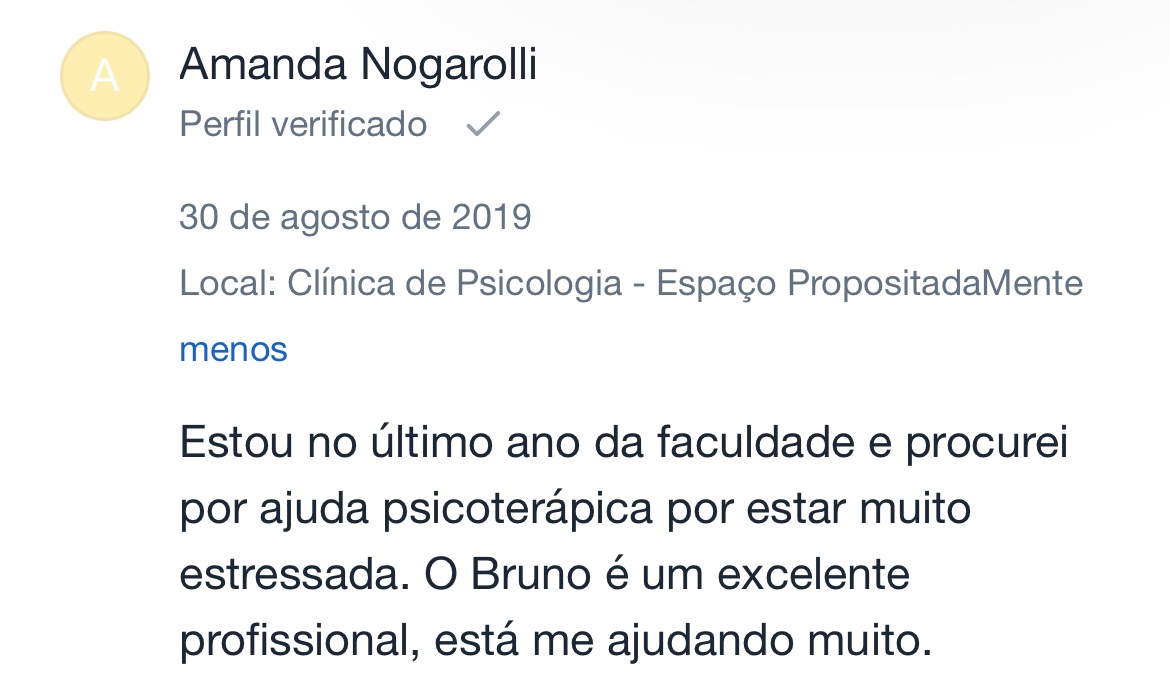 A
Amanda Nogarolli
Perfil verificado
30 de agosto de 2019
Local: Clínica de Psicologia - Espaço PropositadaMente
menos
Estou no último ano da faculdade e procurei
por ajuda psicoterápica por estar muito
estressada. O Bruno é um excelente
profissional, está me ajudando muito.